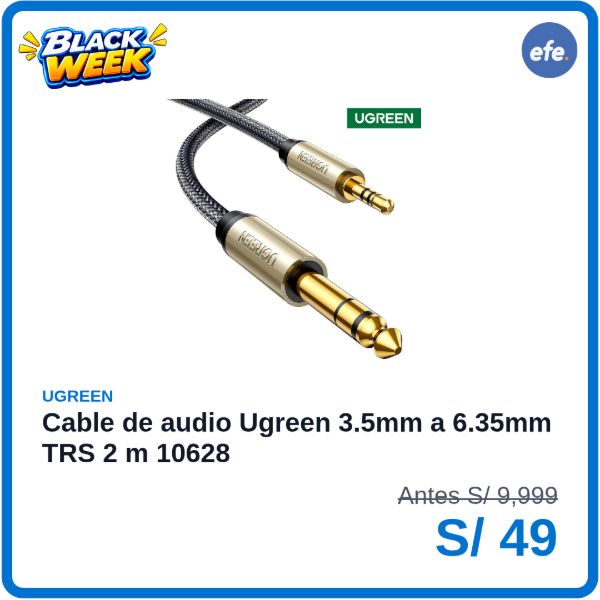 BLACK
WEEK
efe.
UGREEN
UGREEN
UGREEN
UGREEN
Cable de audio Ugreen 3.5mm a 6.35mm
TRS 2 m 10628
Antes S/ 9,999
S/ 49